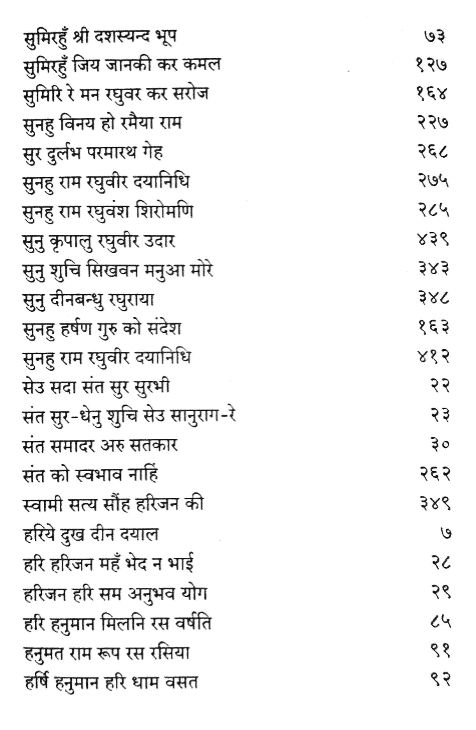 सुमिरहुँ श्री दशस्यन्द भूप ७३
सुमिरहुँ जिय जानकी कर कमल १२७
सुमिरि रे मन रघुवर कर सरोज १६४
सुनहु विनय हो रमैया राम २२७
सुर दुर्लभ परमारथ गेह २६८
सुनहु राम रघुवीर दयानिधि २७५
सुनहु राम रघुवंश शिरोमणि २८५
सुनु कृपालु रघुवीर उदार ४३९
सुनु शुचि सिखवन मनुआ मोरे ३४३
सुनु दीनबन्धु रघुराया ३४८
सुनहु हर्षण गुरु को संदेश १६३
सुनहु राम रघुवीर दयानिधि ४१२
सेउ सदा संत सुर सुरभी २२
संत सुर-धेनु शुचि सेउ सानुराग-रे २३
संत समादर अरु सतकार ३०
संत को स्वभाव नाहिं २६२
स्वामी सत्य सौंह हरिजन की ३४९
हरिये दुख दीन दयाल ७
हरि हरिजन महँ भेद न भाई २८
हरिजन हरि सम अनुभव योग २९
हरि हनुमान मिलनि रस वर्षति ८५
हनुमत राम रूप रस रसिया ९१
हर्षि हनुमान हरि धाम वसत ९२